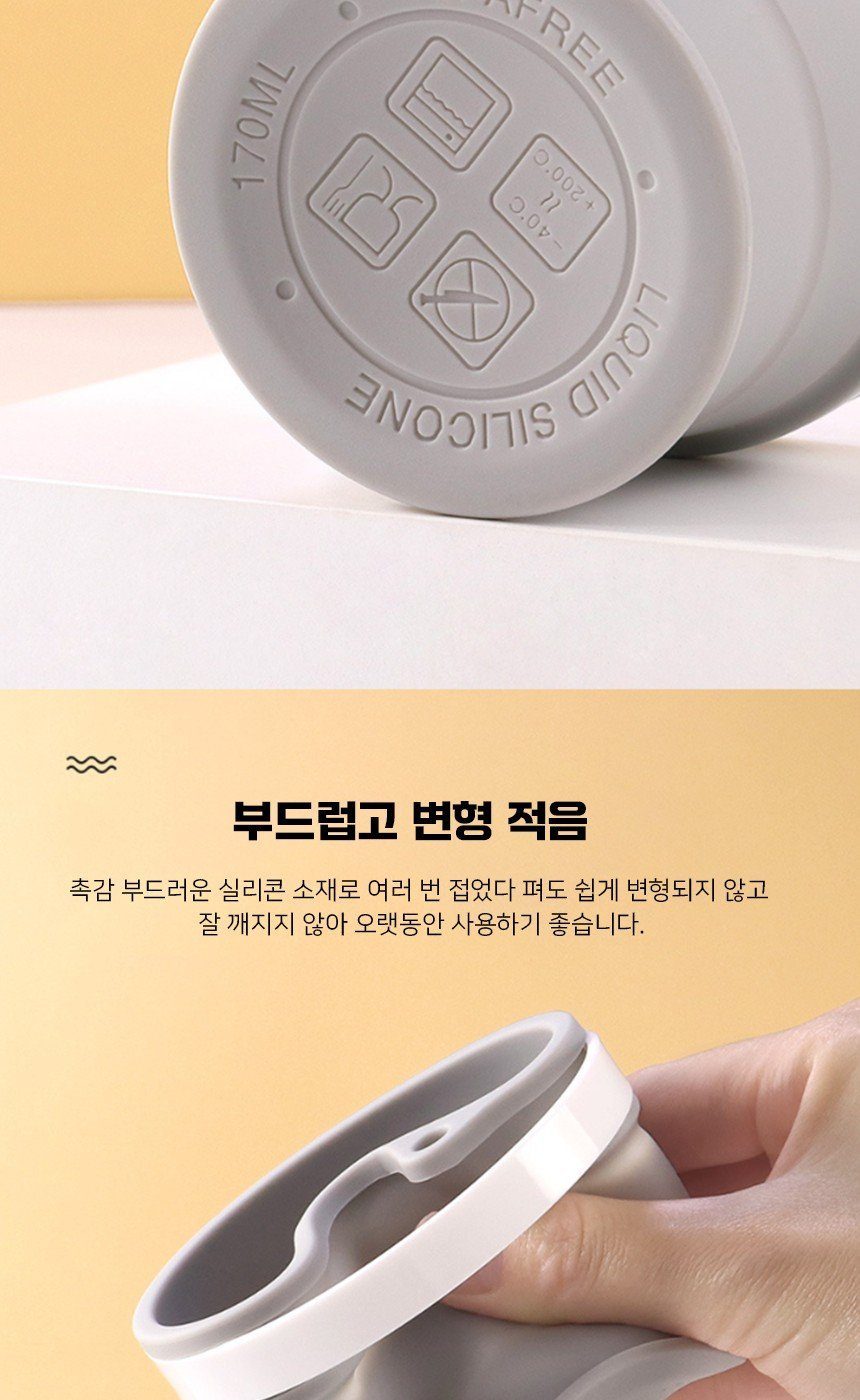 170ML
LIQUID SILICONE
-40°C
+200°C
부드럽고 변형 적음
촉감 부드러운 실리콘 소재로 여러 번 접었다 펴도 쉽게 변형되지 않고
잘 깨지지 않아 오랫동안 사용하기 좋습니다.